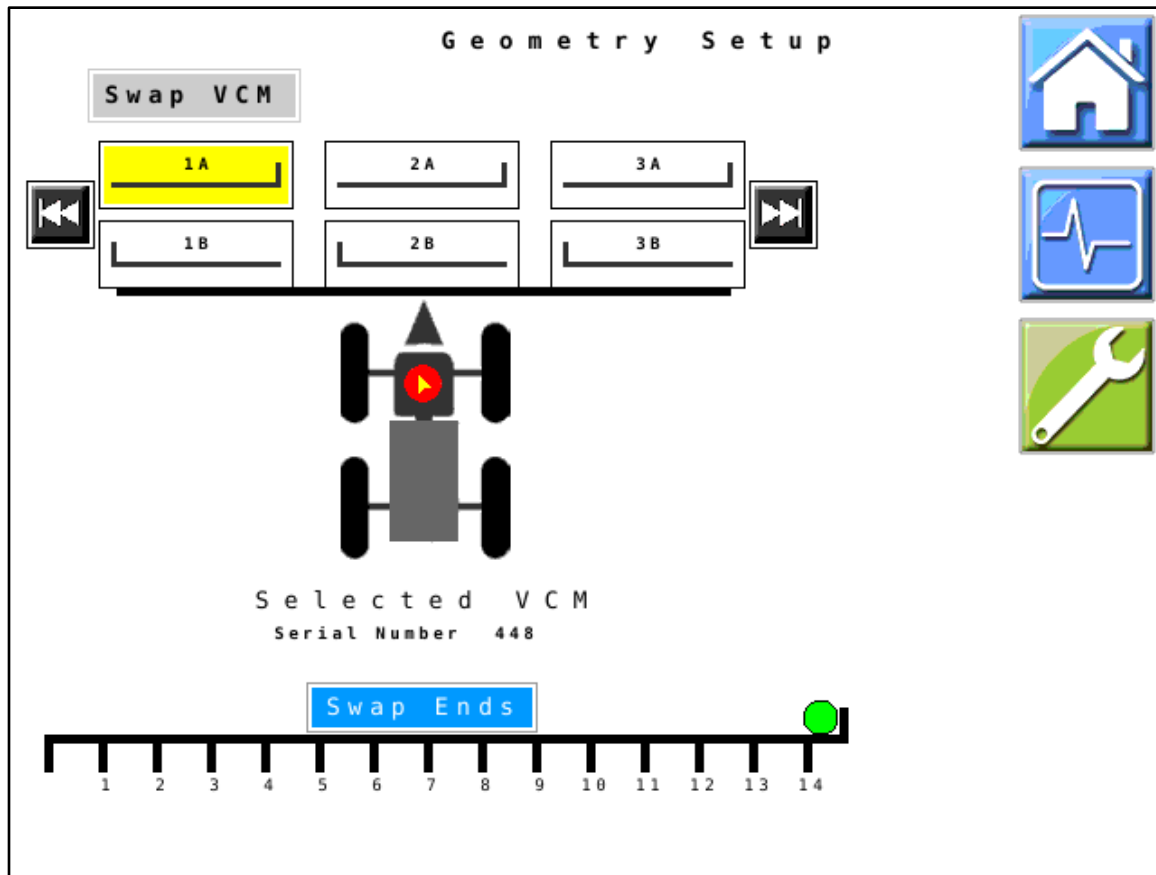 Geometry Setup
Swap VCM
1A 2A 3A
1B 2B 3B
Selected VCM
Serial Number 448
Swap Ends
1 2 3 4 5 6 7 8 9 10 11 12 13 14